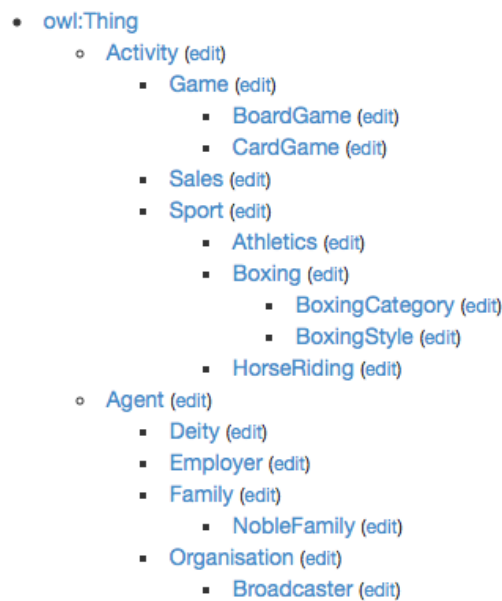 owl:Thing
Activity (edit)
Game (edit)
BoardGame (edit)
CardGame (edit)
Sales (edit)
Sport (edit)
Athletics (edit)
Boxing (edit)
BoxingCategory (edit)
BoxingStyle (edit)
HorseRiding (edit)
Agent (edit)
Deity (edit)
Employer (edit)
Family (edit)
NobleFamily (edit)
Organisation (edit)
Broadcaster (edit)